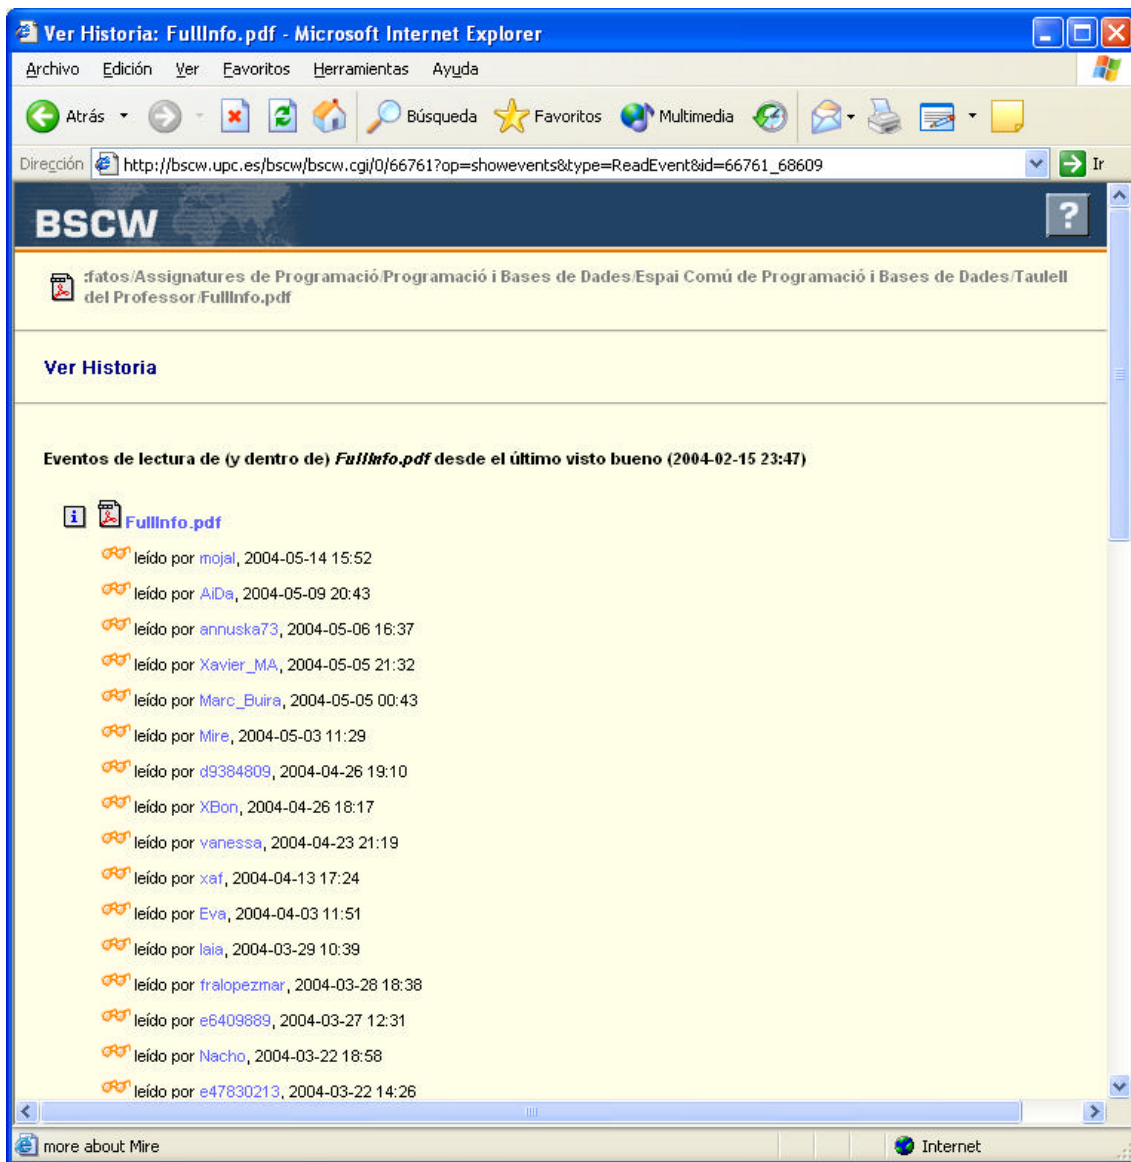 Ver Historia: FullInfo.pdf - Microsoft Internet Explorer
Archivo Edición Ver Favoritos Herramientas Ayuda
Atrás Búsqueda Favoritos Multimedia
Dirección http://bscw.upc.es/bscw/bscw.cgi/0/66761?op=showevents&type=ReadEvent&id=66761_68609 Ir
BSCW ?
:fatos/Assignatures de Programació/Programació i Bases de Dades/Espai Comú de Programació i Bases de Dades/Taulell
del Professor/FullInfo.pdf
Ver Historia
Eventos de lectura de (y dentro de) FullInfo.pdf desde el último visto bueno (2004-02-15 23:47)
i FullInfo.pdf
leído por mojal, 2004-05-14 15:52
leído por AiDa, 2004-05-09 20:43
leído por annuska73, 2004-05-06 16:37
leído por Xavier_MA, 2004-05-05 21:32
leído por Marc_Buira, 2004-05-05 00:43
leído por Mire, 2004-05-03 11:29
leído por d9384809, 2004-04-26 19:10
leído por XBon, 2004-04-26 18:17
leído por vanessa, 2004-04-23 21:19
leído por xaf, 2004-04-13 17:24
leído por Eva, 2004-04-03 11:51
leído por laia, 2004-03-29 10:39
leído por fralopezmar, 2004-03-28 18:38
leído por e6409889, 2004-03-27 12:31
leído por Nacho, 2004-03-22 18:58
leído por e47830213, 2004-03-22 14:26
more about Mire Internet